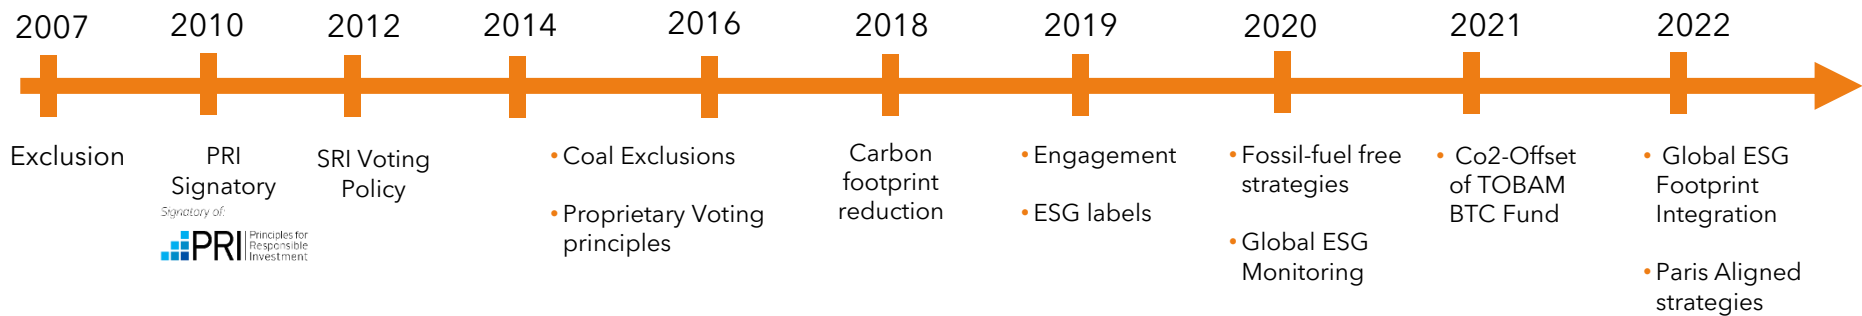 2007
2010
2012
2014
2016
2018
2019
2020
2021
2022
Exclusion
PRI
Signatory
Signatory of:
PRI
Principles for
Responsible
Investment
SRI Voting
Policy
• Coal Exclusions
• Proprietary Voting
principles
Carbon
footprint
reduction
• Engagement
• ESG labels
• Fossil-fuel free
strategies
• Global ESG
Monitoring
• Co2-Offset
of TOBAM
BTC Fund
• Global ESG
Footprint
Integration
• Paris Aligned
strategies